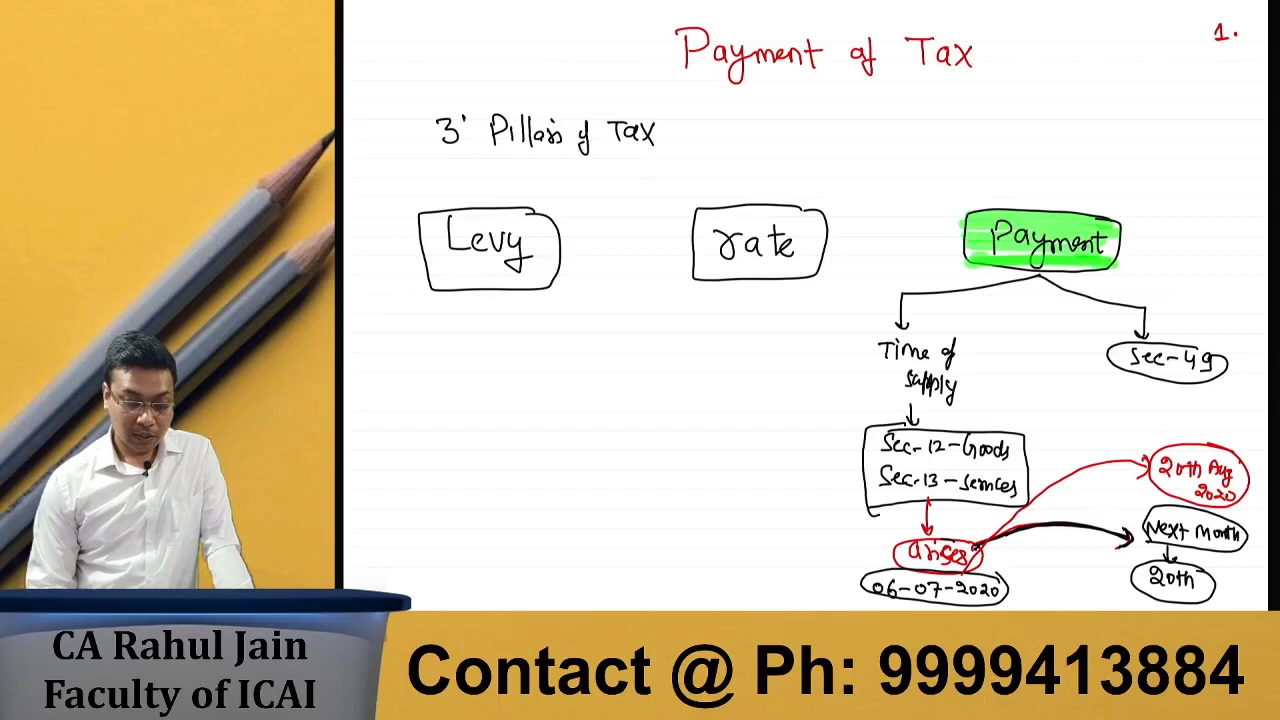 1.
Payment of Tax
3 Pillars of Tax
Levy
rate
Payment
Time of
supply
Sec-49
Sec-12-Goods
Sec-13-services
arises
06-07-2020
20th Aug
2020
Next Month
20th
CA Rahul Jain
Faculty of ICAI
Contact @ Ph: 9999413884